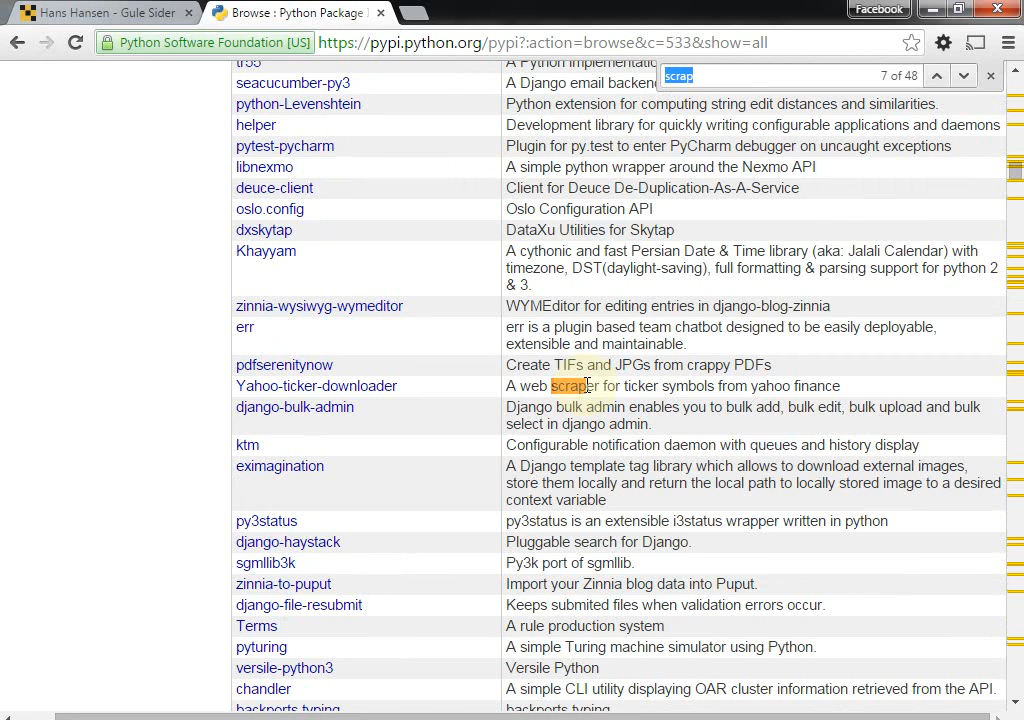 Hans Hansen - Gule Sider
Browse : Python Package
Facebook
Python Software Foundation [US]
https://pypi.python.org/pypi?:action=browse&c=533&show=all
scrap
7 of 48
tr55
A Python implementatio
seacucumber-py3
A Django email backen
python-Levenshtein
Python extension for computing string edit distances and similarities.
helper
Development library for quickly writing configurable applications and daemons
pytest-pycharm
Plugin for py.test to enter PyCharm debugger on uncaught exceptions
libnexmo
A simple python wrapper around the Nexmo API
deuce-client
Client for Deuce De-Duplication-As-A-Service
oslo.config
Oslo Configuration API
dxskytap
DataXu Utilities for Skytap
Khayyam
A cythonic and fast Persian Date & Time library (aka: Jalali Calendar) with
timezone, DST(daylight-saving), full formatting & parsing support for python 2
& 3.
zinnia-wysiwyg-wymeditor
WYMEditor for editing entries in django-blog-zinnia
err
err is a plugin based team chatbot designed to be easily deployable,
extensible and maintainable.
pdfserenitynow
Create TIFs and JPGs from crappy PDFs
Yahoo-ticker-downloader
A web scraper for ticker symbols from yahoo finance
django-bulk-admin
Django bulk admin enables you to bulk add, bulk edit, bulk upload and bulk
select in django admin.
ktm
Configurable notification daemon with queues and history display
eximagination
A Django template tag library which allows to download external images,
store them locally and return the local path to locally stored image to a desired
context variable
py3status
py3status is an extensible i3status wrapper written in python
django-haystack
Pluggable search for Django.
sgmllib3k
Py3k port of sgmllib.
zinnia-to-puput
Import your Zinnia blog data into Puput.
django-file-resubmit
Keeps submited files when validation errors occur.
Terms
A rule production system
pyturing
A simple Turing machine simulator using Python.
versile-python3
Versile Python
chandler
A simple CLI utility displaying OAR cluster information retrieved from the API.
backports.typing
backports.typing